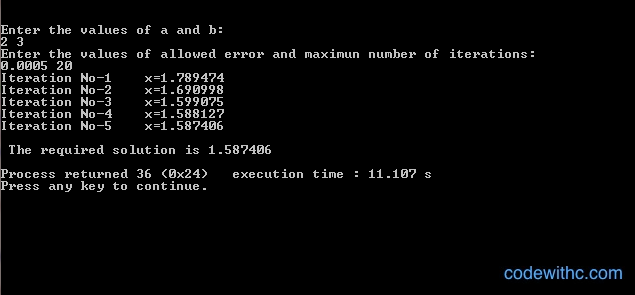 Enter the values of a and b:
2 3
Enter the values of allowed error and maximun number of iterations:
0.0005 20
Iteration No-1    x=1.789474
Iteration No-2    x=1.690998
Iteration No-3    x=1.599075
Iteration No-4    x=1.588127
Iteration No-5    x=1.587406
The required solution is 1.587406
Process returned 36 (0x24)   execution time : 11.107 s
Press any key to continue.
codewithc.com